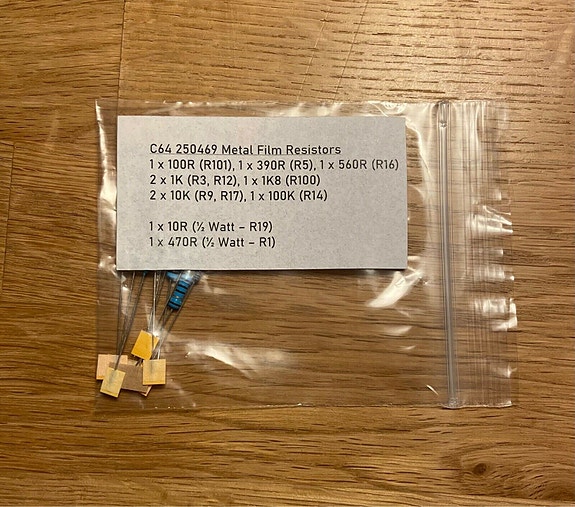 C64 250469 Metal Film Resistors
1 x 100R (R101), 1 x 390R (R5), 1 x 560R (R16)
2 x 1K (R3, R12), 1 x 1K8 (R100)
2 x 10K (R9, R17), 1 x 100K (R14)
1 x 10R (½ Watt – R19)
1 x 470R (½ Watt – R1)